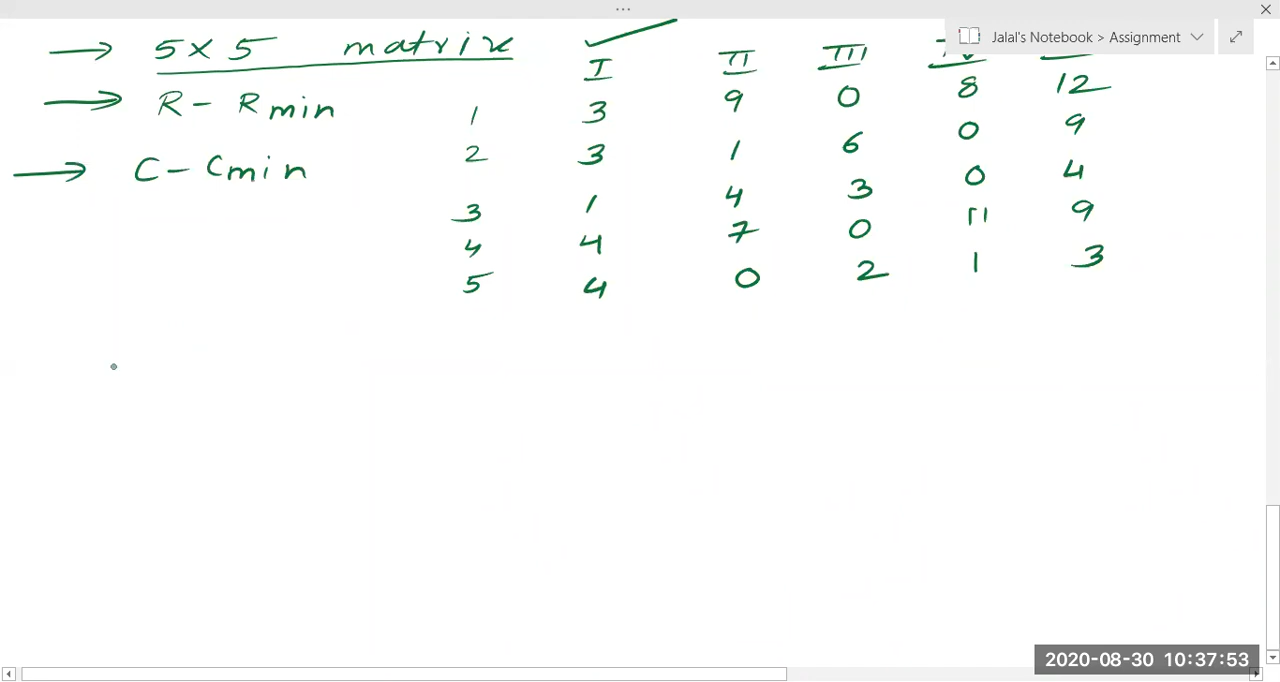 Jalal's Notebook > Assignment
→ 5 x 5 matrix
→ R - Rmin
→ C - Cmin
I II III
1 3 9 0 8 12
2 3 1 6 0 9
3 1 4 3 0 4
4 4 7 0 11 9
5 4 0 2 1 3
2020-08-30 10:37:53